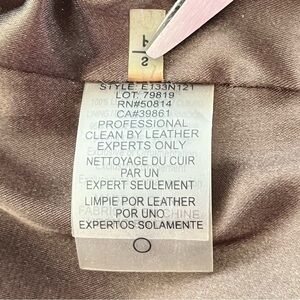 STYLE: E133N121
LOT: 79819
RN#50814
CA#39861
PROFESSIONAL
CLEAN BY LEATHER
EXPERTS ONLY
NETTOYAGE DU CUIR
PAR UN
EXPERT SEULEMENT
LIMPIE POR LEATHER
POR UNO
EXPERTOS SOLAMENTE